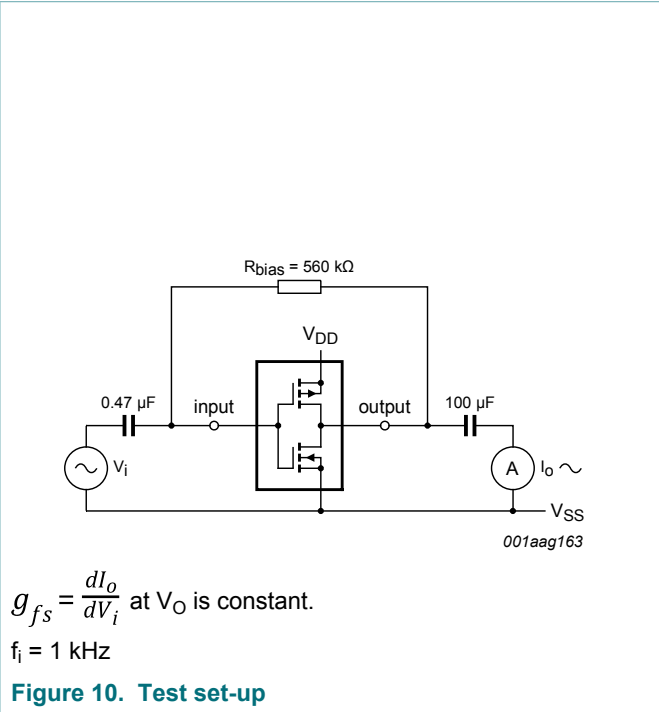 Rbias = 560 kΩ
VDD
0.47 µF
input
output
100 µF
Vi
A
Io
VSS
001aag163
gfs = dIo/dVi at VO is constant.
fi = 1 kHz
Figure 10. Test set-up